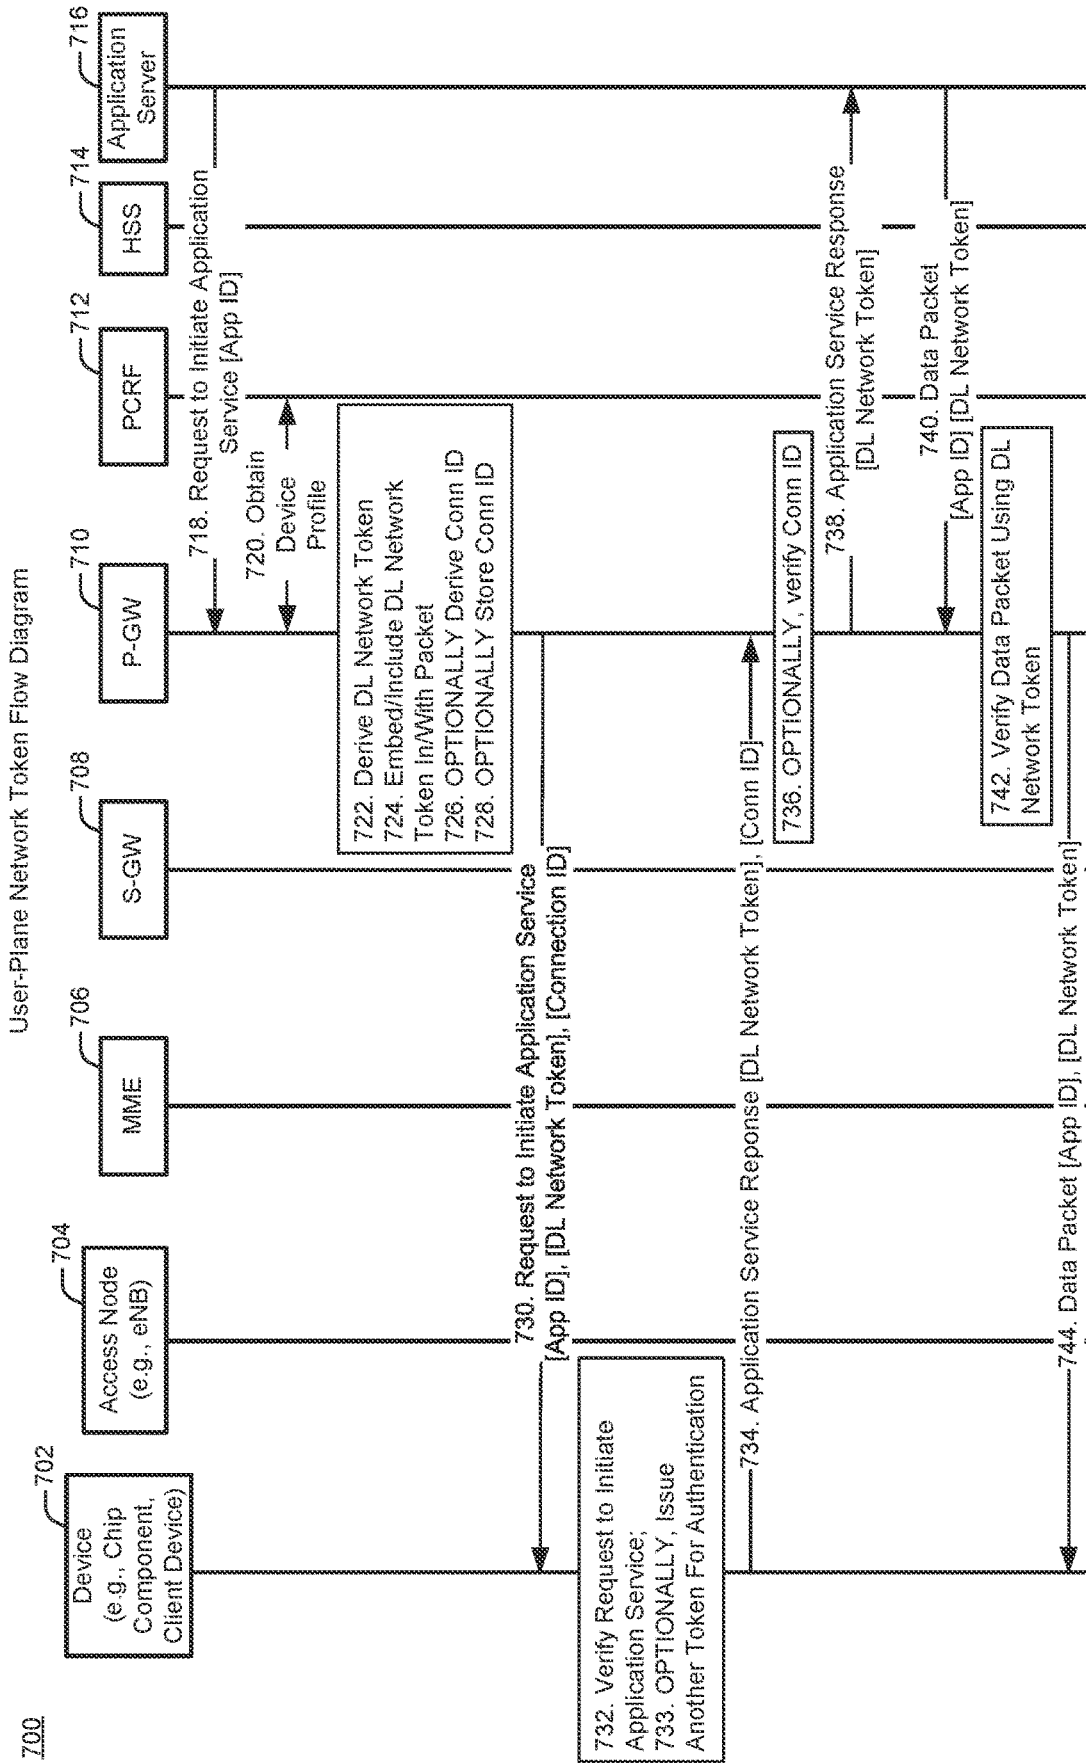 700
User-Plane Network Token Flow Diagram
702
Device
(e.g., Chip
Component,
Client Device)
704
Access Node
(e.g., eNB)
706
MME
708
S-GW
710
P-GW
712
PCRF
714
HSS
716
Application
Server
718. Request to Initiate Application
Service [App ID]
720. Obtain
Device
Profile
722. Derive DL Network Token
724. Embed/Include DL Network
Token In/With Packet
726. OPTIONALLY Derive Conn ID
728. OPTIONALLY Store Conn ID
730. Request to Initiate Application Service
[App ID], [DL Network Token], [Connection ID]
732. Verify Request to Initiate
Application Service;
733. OPTIONALLY, Issue
Another Token For Authentication
734. Application Service Reponse [DL Network Token], [Conn ID]
736. OPTIONALLY, verify Conn ID
738. Application Service Response
[DL Network Token]
740. Data Packet
[App ID] [DL Network Token]
742. Verify Data Packet Using DL
Network Token
744. Data Packet [App ID], [DL Network Token]